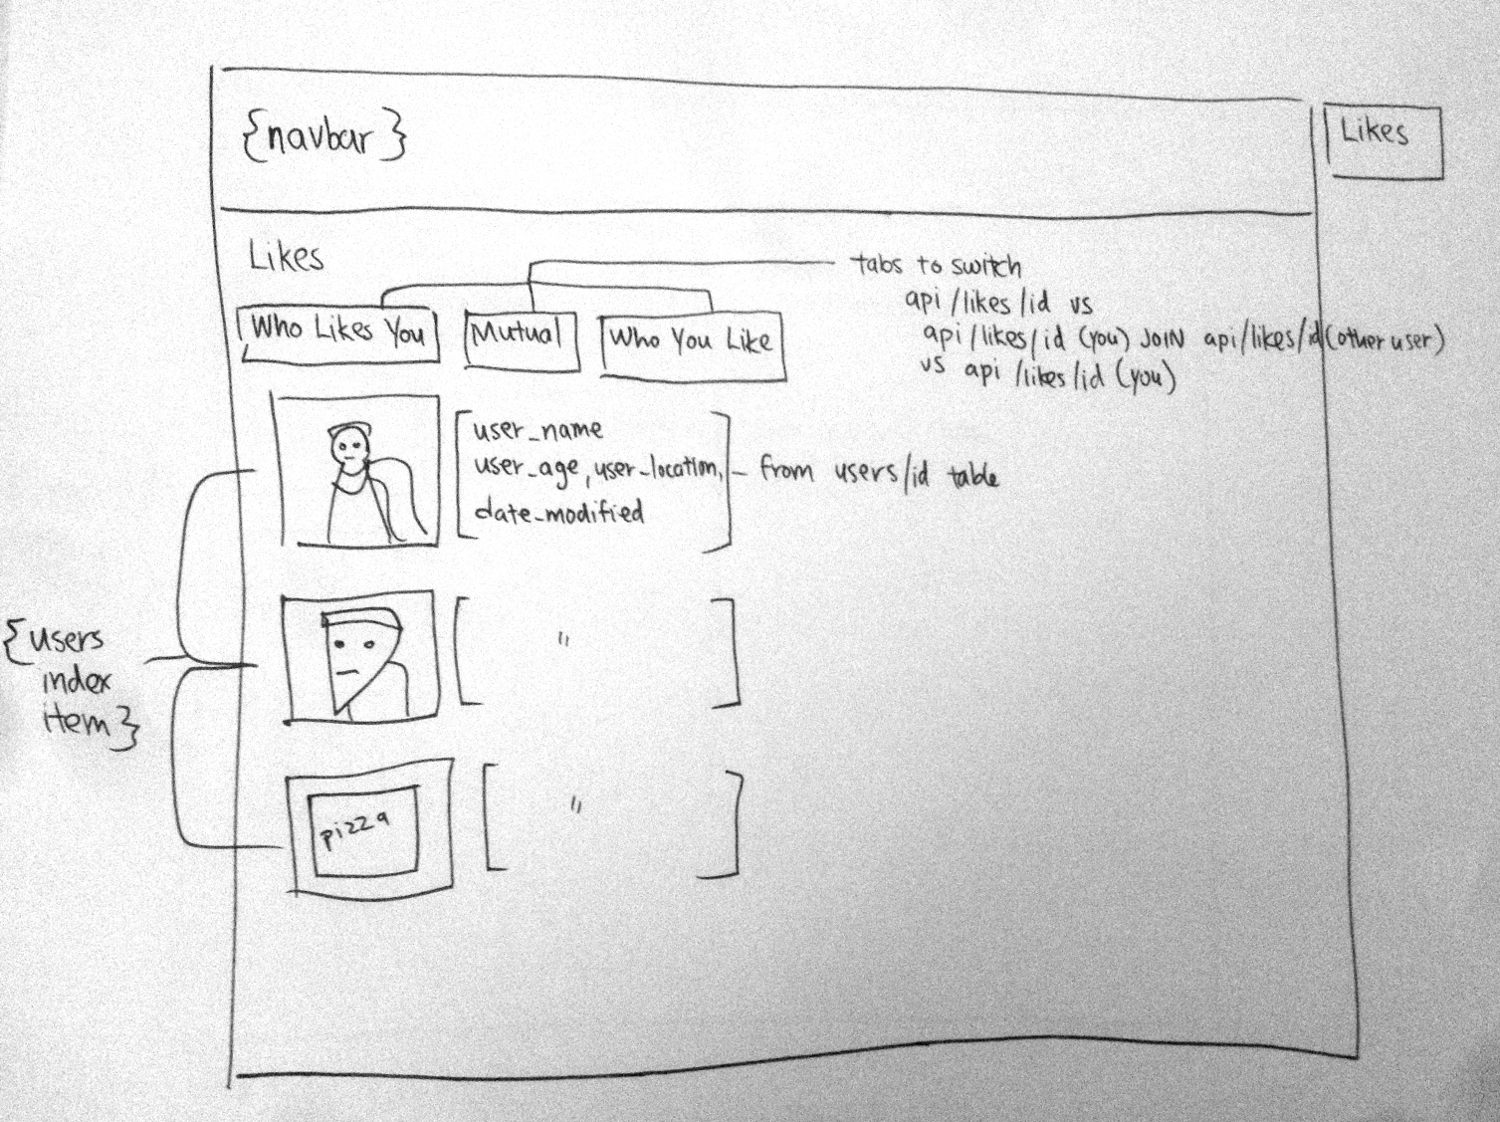 {navbar}
Likes
Likes
tabs to switch
api/likes/id vs
api/likes/id (you) JOIN api/likes/id (other user)
vs api/likes/id (you)
Who Likes You
Mutual
Who You Like
user_name
user_age, user_location,
date_modified
- from users/id table
{users
index
item}
"
"
pizza